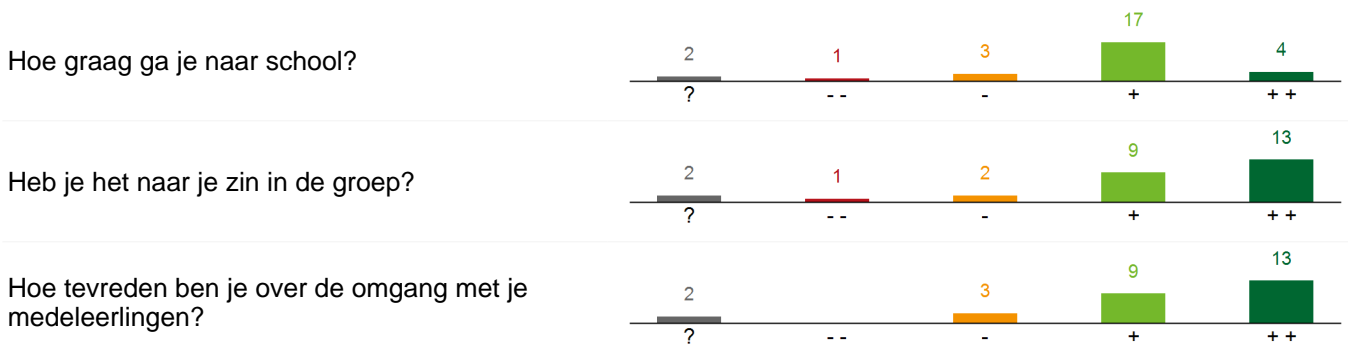 17
2 1 3 4
Hoe graag ga je naar school?
? - - - + + +
13
9
2 1 2
Heb je het naar je zin in de groep?
? - - - + + +
13
9
2 3
Hoe tevreden ben je over de omgang met je
medeleerlingen?
? - - - + + +